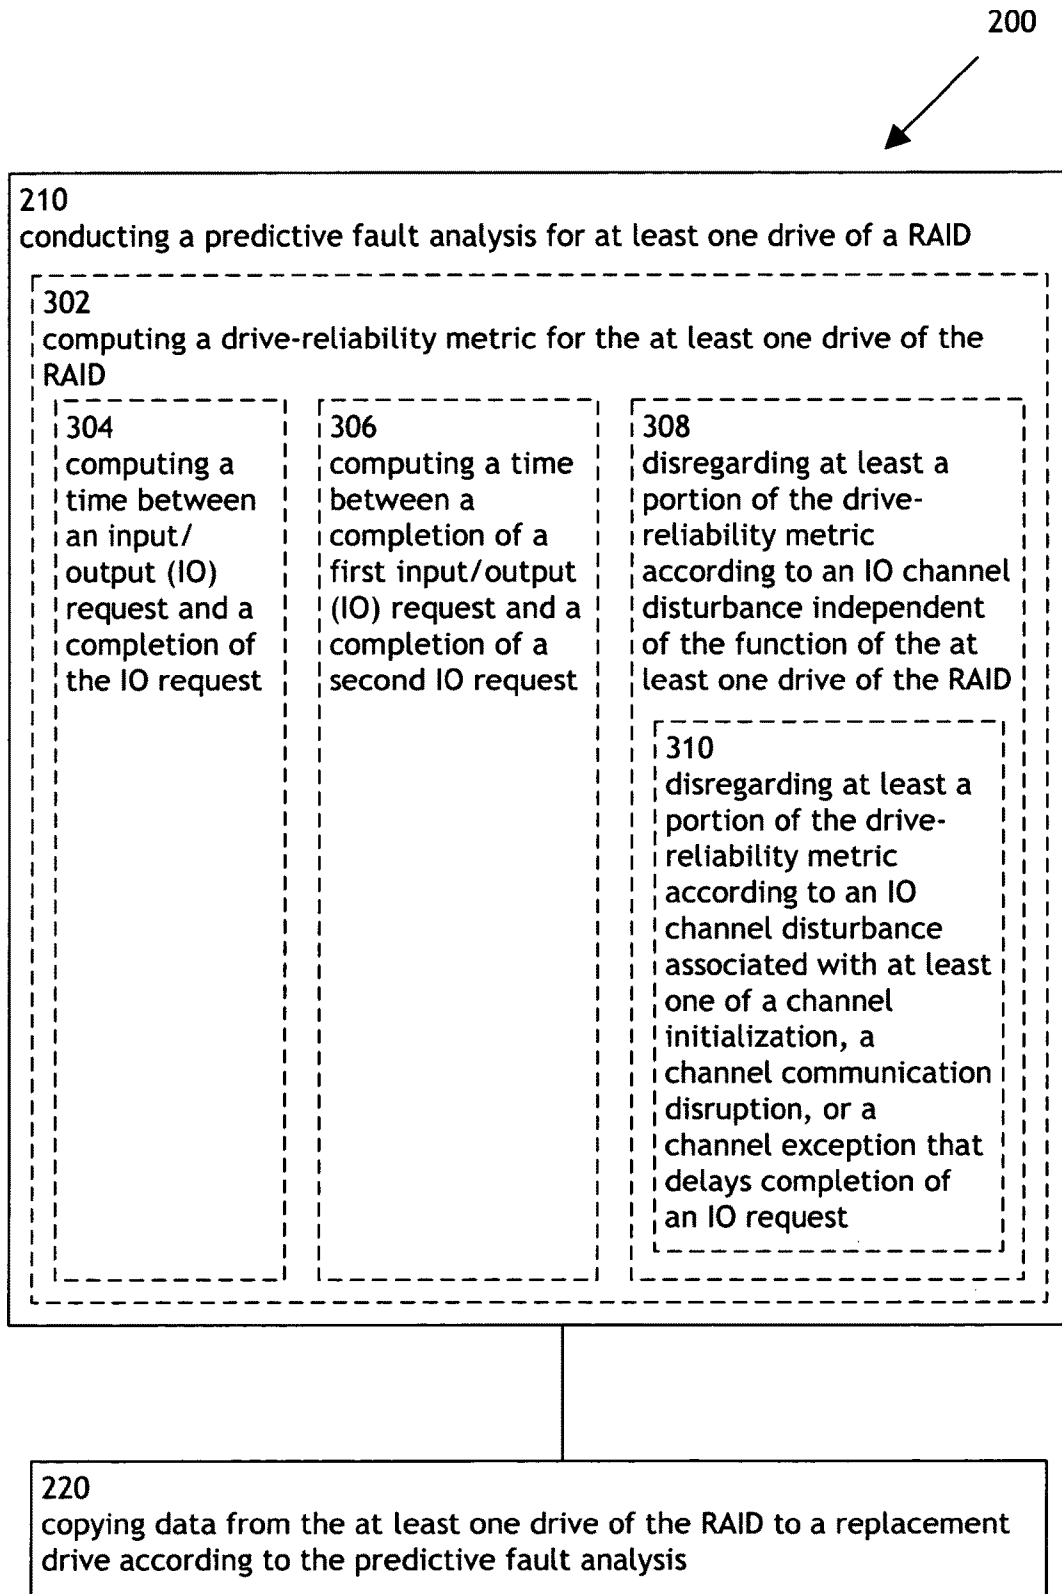 200
210
conducting a predictive fault analysis for at least one drive of a RAID
302
computing a drive-reliability metric for the at least one drive of the
RAID
304
computing a
time between
an input/
output (IO)
request and a
completion of
the IO request
306
computing a time
between a
completion of a
first input/output
(IO) request and a
completion of a
second IO request
308
disregarding at least a
portion of the drive-
reliability metric
according to an IO channel
disturbance independent
of the function of the at
least one drive of the RAID
310
disregarding at least a
portion of the drive-
reliability metric
according to an IO
channel disturbance
associated with at least
one of a channel
initialization, a
channel communication
disruption, or a
channel exception that
delays completion of
an IO request
220
copying data from the at least one drive of the RAID to a replacement
drive according to the predictive fault analysis